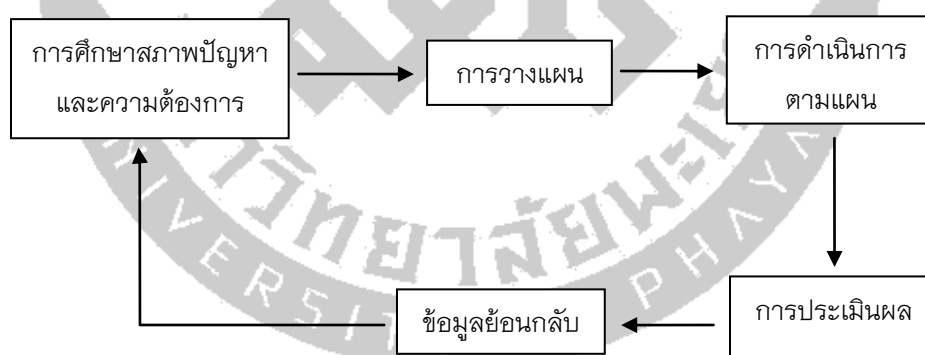 การศึกษาสภาพปัญหา
และความต้องการ
การวางแผน
การดำเนินการ
ตามแผน
การประเมินผล
ข้อมูลย้อนกลับ